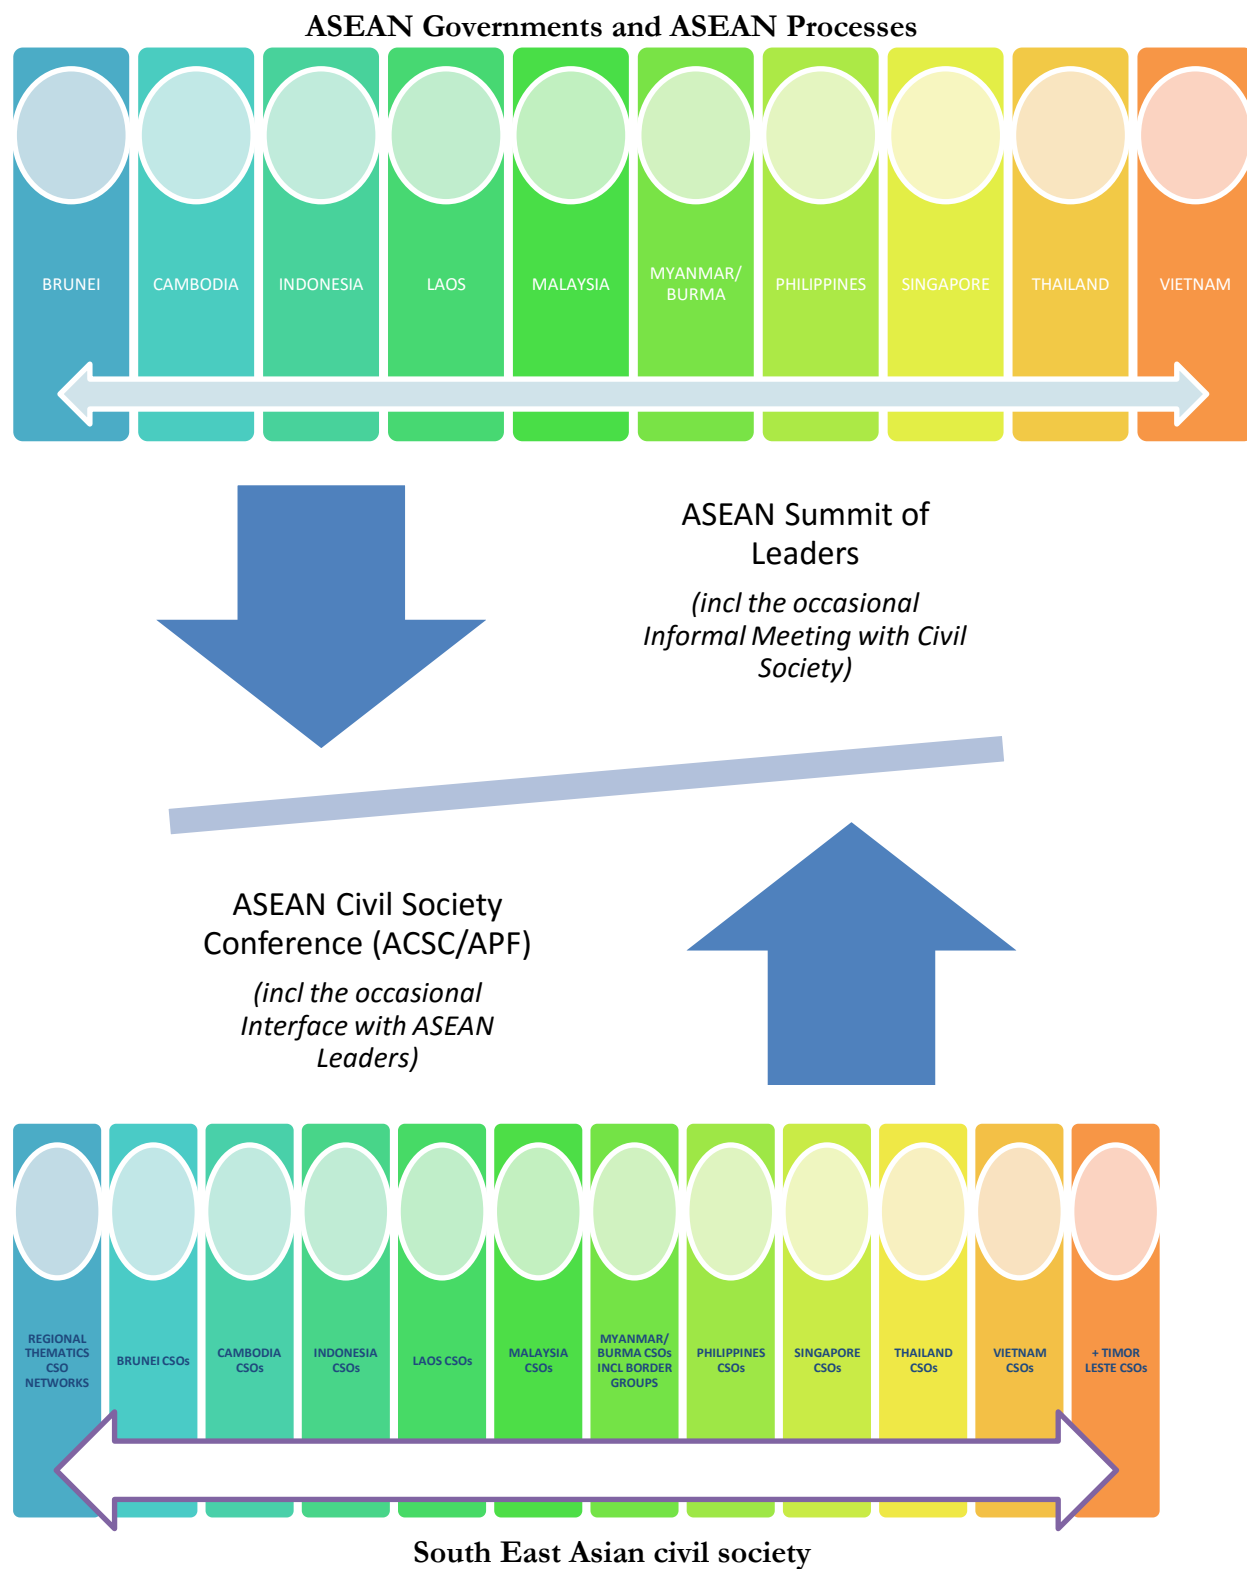 ASEAN Governments and ASEAN Processes
BRUNEI
CAMBODIA
INDONESIA
LAOS
MALAYSIA
MYANMAR/
BURMA
PHILIPPINES
SINGAPORE
THAILAND
VIETNAM
ASEAN Summit of
Leaders
(incl the occasional
Informal Meeting with Civil
Society)
ASEAN Civil Society
Conference (ACSC/APF)
(incl the occasional
Interface with ASEAN
Leaders)
REGIONAL
THEMATICS
CSO
NETWORKS
BRUNEI CSOs
CAMBODIA
CSOs
INDONESIA
CSOs
LAOS CSOs
MALAYSIA
CSOs
MYANMAR/
BURMA CSOs
INCL BORDER
GROUPS
PHILIPPINES
CSOs
SINGAPORE
CSOs
THAILAND
CSOs
VIETNAM
CSOs
+ TIMOR
LESTE CSOs
South East Asian civil society